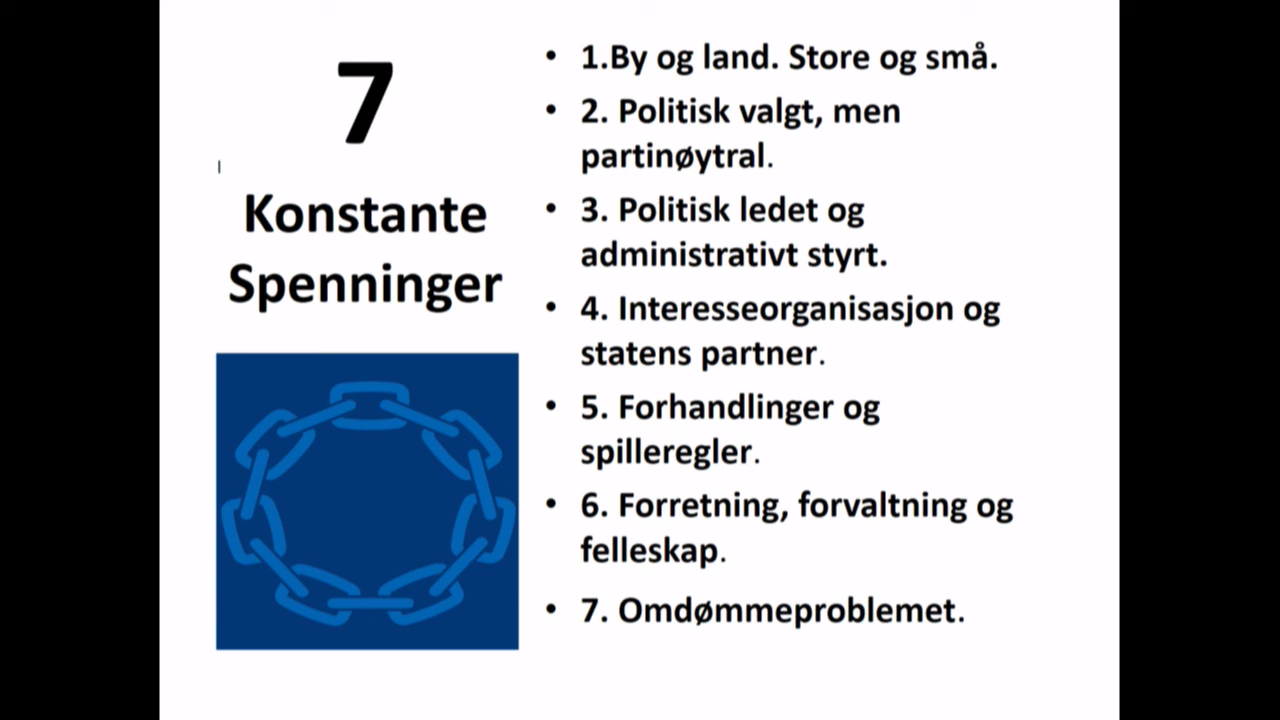 7
Konstante
Spenninger
• 1.By og land. Store og små.
• 2. Politisk valgt, men
partinøytral.
• 3. Politisk ledet og
administrativt styrt.
• 4. Interesseorganisasjon og
statens partner.
• 5. Forhandlinger og
spilleregler.
• 6. Forretning, forvaltning og
felleskap.
• 7. Omdømmeproblemet.